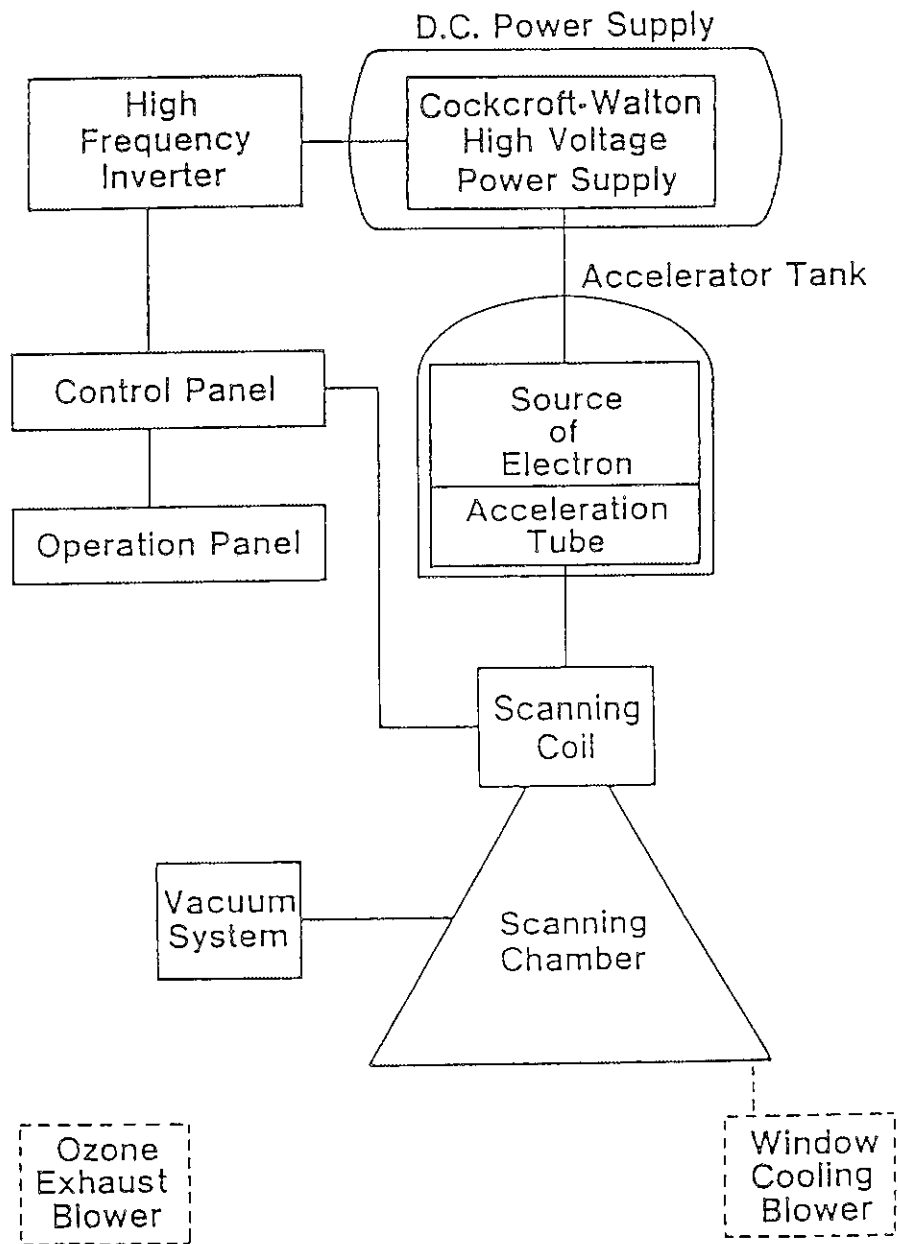 D.C. Power Supply
High
Frequency
Inverter
Cockcroft-Walton
High Voltage
Power Supply
Accelerator Tank
Control Panel
Source
of
Electron
Operation Panel
Acceleration
Tube
Scanning
Coil
Vacuum
System
Scanning
Chamber
Ozone
Exhaust
Blower
Window
Cooling
Blower